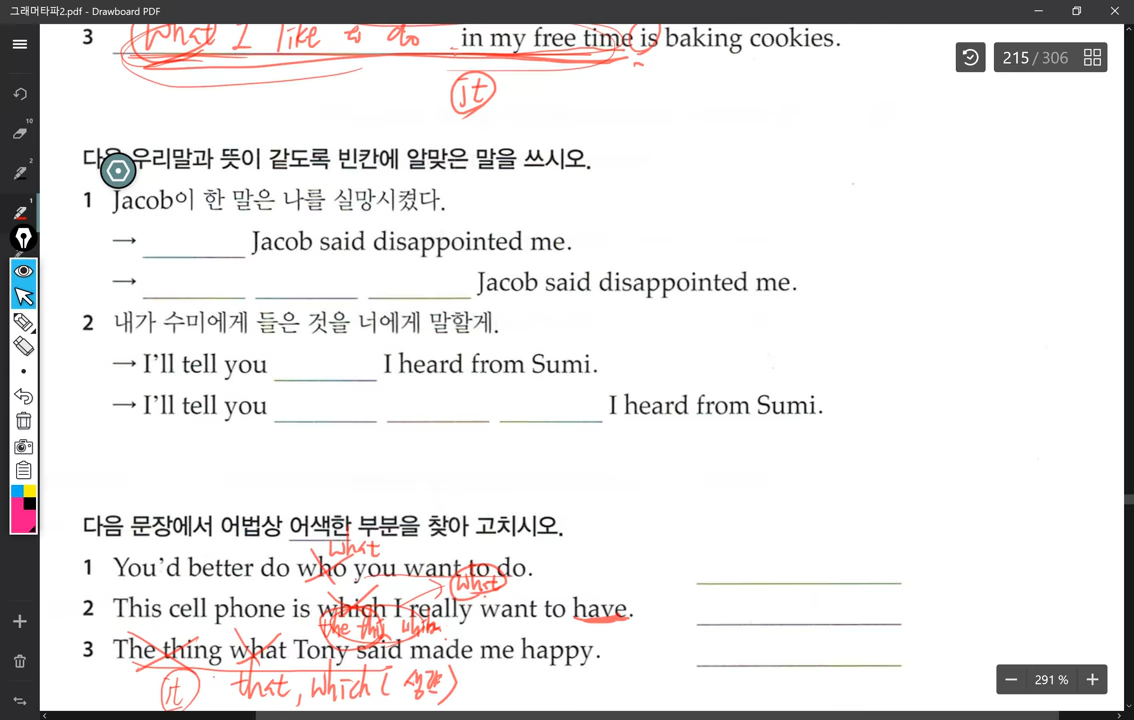 그래머타파2.pdf - Drawboard PDF
215 / 306
What I like to do
3 in my free time is baking cookies.
it
다음 우리말과 뜻이 같도록 빈칸에 알맞은 말을 쓰시오.
1 Jacob이 한 말은 나를 실망시켰다.
→ Jacob said disappointed me.
→ Jacob said disappointed me.
2 내가 수미에게 들은 것을 너에게 말할게.
→ I'll tell you I heard from Sumi.
→ I'll tell you I heard from Sumi.
다음 문장에서 어법상 어색한 부분을 찾아 고치시오.
what
1 You'd better do who you want to do.
what
2 This cell phone is which I really want to have.
the
3 The thing what Tony said made me happy.
it that, which (생략)
291 %
10
2
1